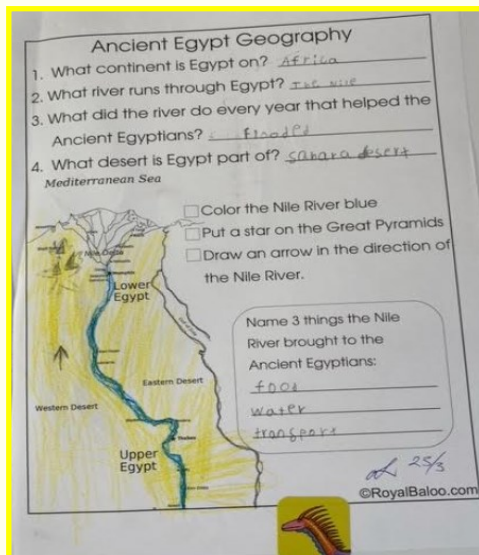 Ancient Egypt Geography
1. What continent is Egypt on? Africa
2. What river runs through Egypt? The Nile
3. What did the river do every year that helped the
Ancient Egyptians? flooded
4. What desert is Egypt part of? sahara desert
Mediterranean Sea
Color the Nile River blue
Put a star on the Great Pyramids
Draw an arrow in the direction of
the Nile River.
Nile Delta
Lower
Egypt
Name 3 things the Nile
River brought to the
Ancient Egyptians:
food
water
transport
Eastern Desert
Western Desert
Thebes
Upper
Egypt
25/3
©RoyalBaloo.com